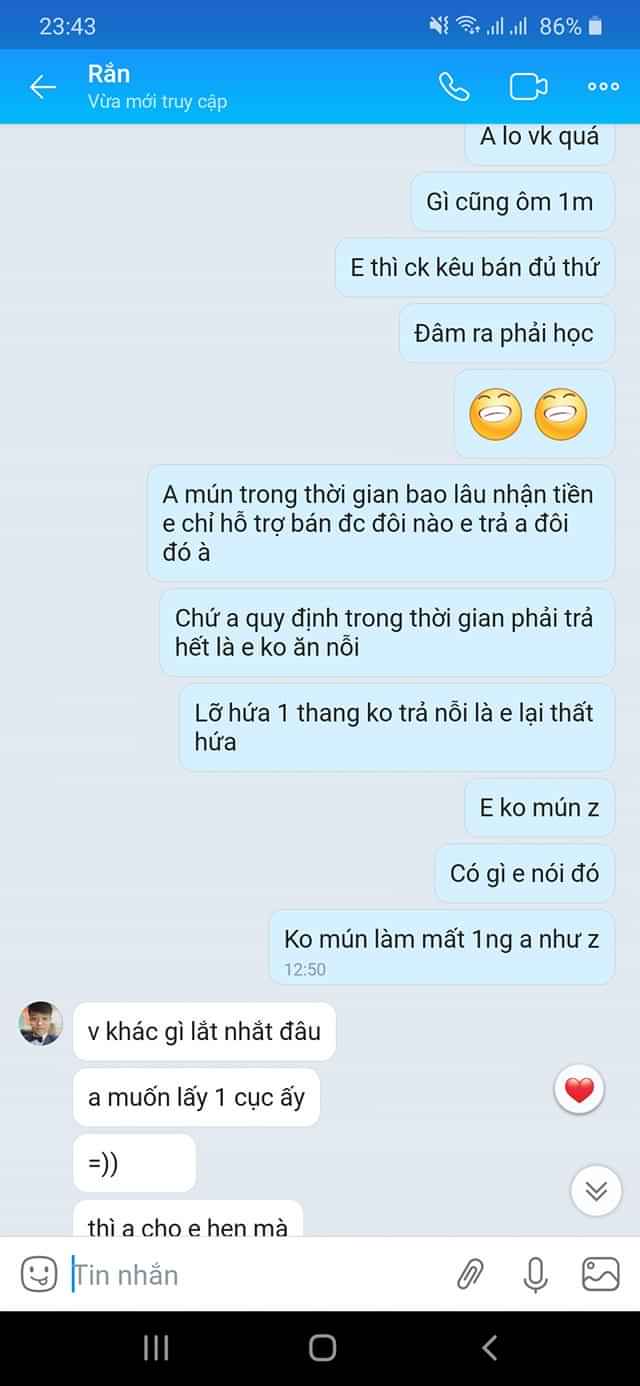 23:43
86%
Rắn
Vừa mới truy cập
A lo vk quá
Gì cũng ôm 1m
E thì ck kêu bán đủ thứ
Đâm ra phải học
A mún trong thời gian bao lâu nhận tiền
e chỉ hỗ trợ bán đc đôi nào e trả a đôi
đó à
Chứ a quy định trong thời gian phải trả
hết là e ko ăn nỗi
Lỡ hứa 1 thang ko trả nỗi là e lại thất
hứa
E ko mún z
Có gì e nói đó
Ko mún làm mất 1ng a như z
12:50
v khác gì lắt nhắt đâu
a muốn lấy 1 cục ấy
=))
thì a cho e hẹn mà
Tin nhắn